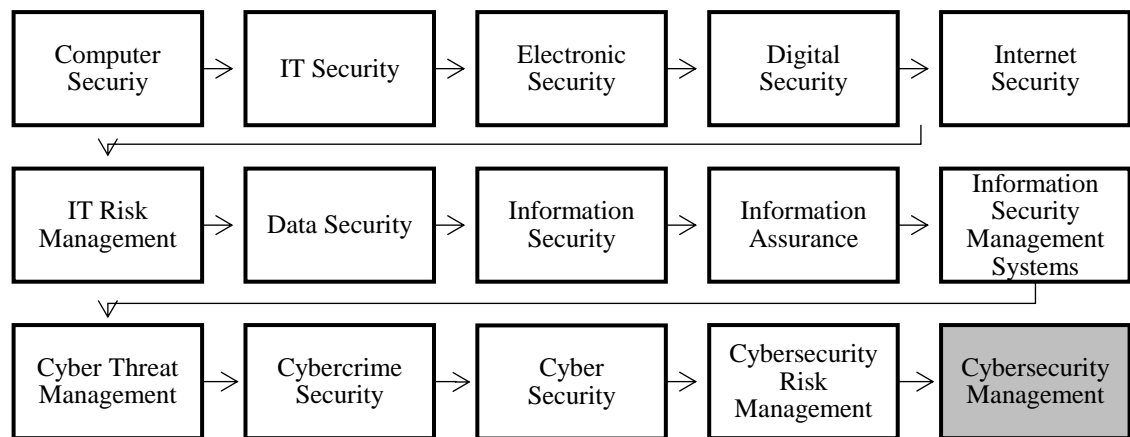 Computer
Securiy
IT Security
Electronic
Security
Digital
Security
Internet
Security
IT Risk
Management
Data Security
Information
Security
Information
Assurance
Information
Security
Management
Systems
Cyber Threat
Management
Cybercrime
Security
Cyber
Security
Cybersecurity
Risk
Management
Cybersecurity
Management